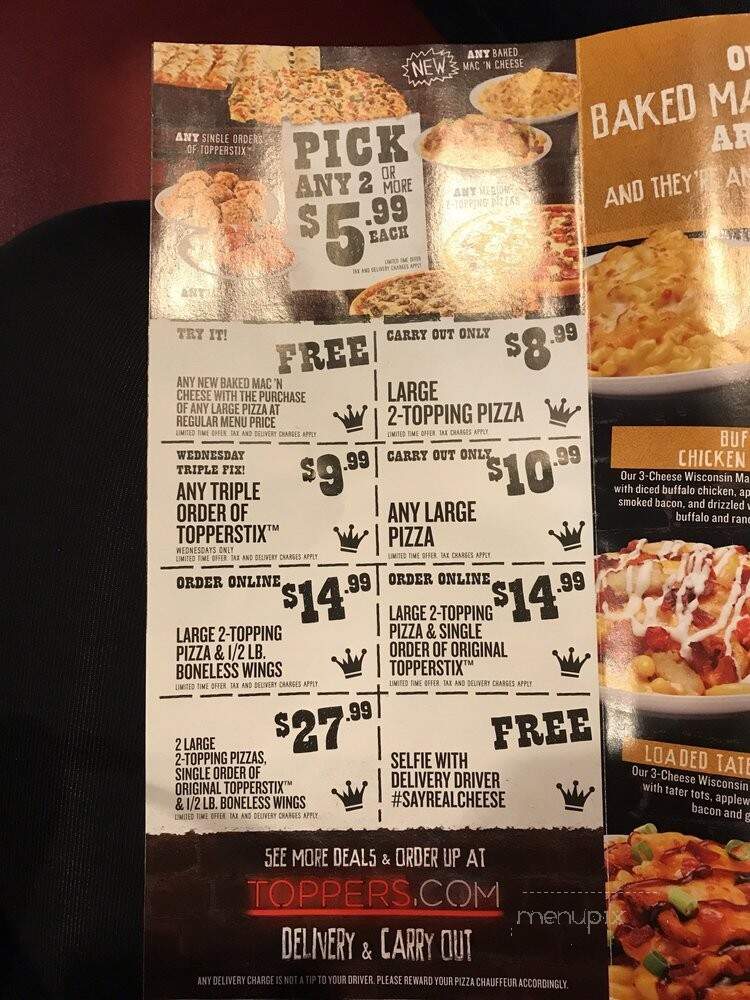 NEW
ANY BAKED
MAC 'N CHEESE
ANY SINGLE ORDERS
OF TOPPERSTIX™
PICK
ANY 2 OR MORE
$5.99
EACH
LIMITED TIME OFFER
TAX AND DELIVERY CHARGES APPLY
ANY MEDIUM
2-TOPPING PIZZAS
ANY
TRY IT!
FREE
ANY NEW BAKED MAC 'N
CHEESE WITH THE PURCHASE
OF ANY LARGE PIZZA AT
REGULAR MENU PRICE
LIMITED TIME OFFER. TAX AND DELIVERY CHARGES APPLY.
CARRY OUT ONLY
$8.99
LARGE
2-TOPPING PIZZA
LIMITED TIME OFFER. TAX CHARGES APPLY.
WEDNESDAY
TRIPLE FIX!
$9.99
ANY TRIPLE
ORDER OF
TOPPERSTIX™
WEDNESDAYS ONLY
LIMITED TIME OFFER. TAX AND DELIVERY CHARGES APPLY.
CARRY OUT ONLY
$10.99
ANY LARGE
PIZZA
LIMITED TIME OFFER. TAX CHARGES APPLY.
ORDER ONLINE
$14.99
LARGE 2-TOPPING
PIZZA & 1/2 LB.
BONELESS WINGS
LIMITED TIME OFFER. TAX AND DELIVERY CHARGES APPLY.
ORDER ONLINE
$14.99
LARGE 2-TOPPING
PIZZA & SINGLE
ORDER OF ORIGINAL
TOPPERSTIX™
LIMITED TIME OFFER. TAX AND DELIVERY CHARGES APPLY.
$27.99
2 LARGE
2-TOPPING PIZZAS,
SINGLE ORDER OF
ORIGINAL TOPPERSTIX™
& 1/2 LB. BONELESS WINGS
LIMITED TIME OFFER. TAX AND DELIVERY CHARGES APPLY.
FREE
SELFIE WITH
DELIVERY DRIVER
#SAYREALCHEESE
SEE MORE DEALS & ORDER UP AT
TOPPERS.COM
DELIVERY & CARRY OUT
ANY DELIVERY CHARGE IS NOT A TIP TO YOUR DRIVER. PLEASE REWARD YOUR PIZZA CHAUFFEUR ACCORDINGLY.
BAKED MA
AR
AND THEY'RE AN
BUF
CHICKEN
Our 3-Cheese Wisconsin Ma
with diced buffalo chicken, ap
smoked bacon, and drizzled w
buffalo and ran
LOADED TATE
Our 3-Cheese Wisconsin
with tater tots, applew
bacon and g
menupix